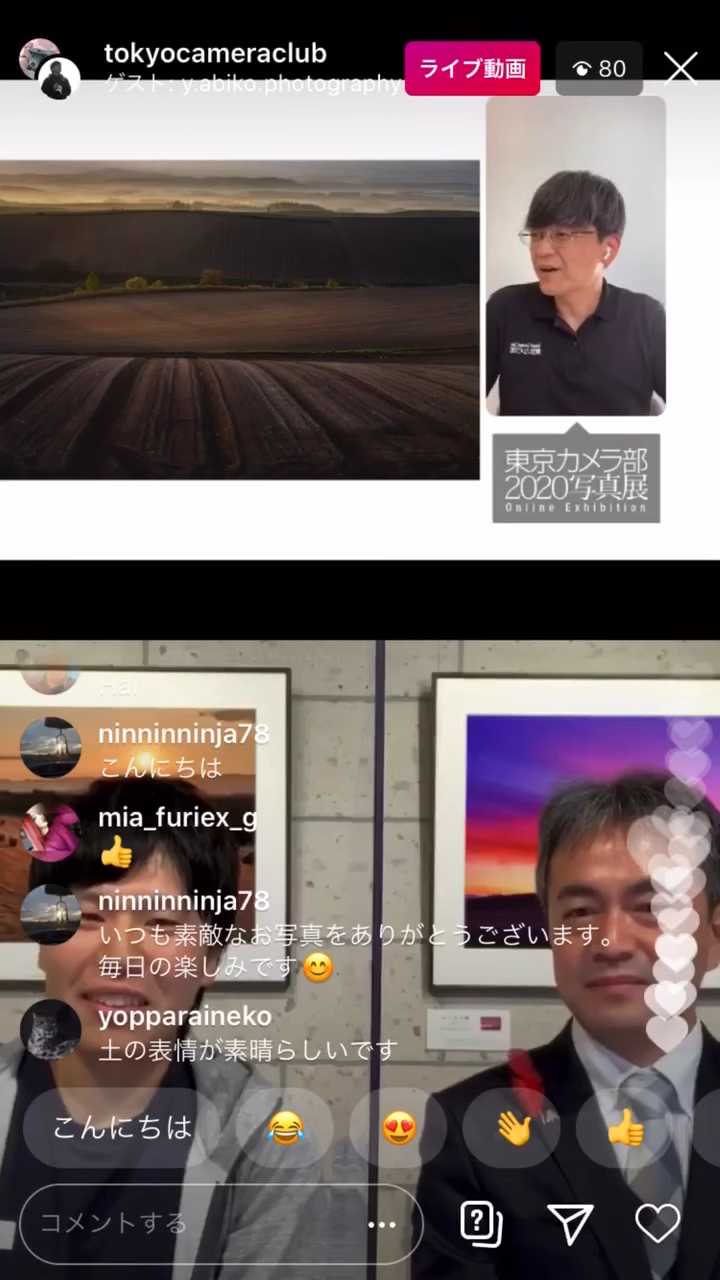 tokyocameraclub
ゲスト: y.abiko.photography
ライブ動画
80
東京カメラ部
2020写真展
Online Exhibition
Hai
ninninninja78
こんにちは
mia_furiex_g
👍
ninninninja78
いつも素敵なお写真をありがとうございます。
毎日の楽しみです😊
yopparaineko
土の表情が素晴らしいです
こんにちは 😂 😍 👋 👍
コメントする